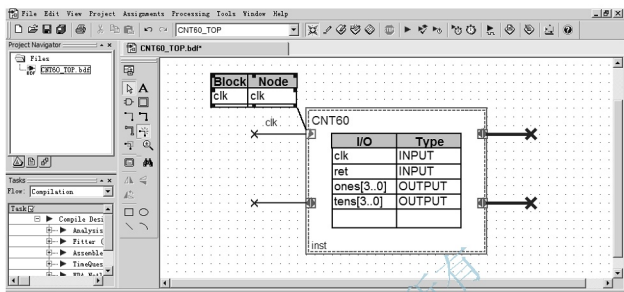 File Edit View Project Assignments Processing Tools Window Help
CNT60_TOP
Project Navigator
CNT60_TOP.bdf*
Files
CNT60_TOP.bdf
Block Node
clk clk
clk
CNT60
I/O Type
clk INPUT
ret INPUT
ones[3..0] OUTPUT
tens[3..0] OUTPUT
inst
Tasks
Flow: Compilation
Task
Compile Desi
Analysis
Fitter (
Assemble
TimeQues